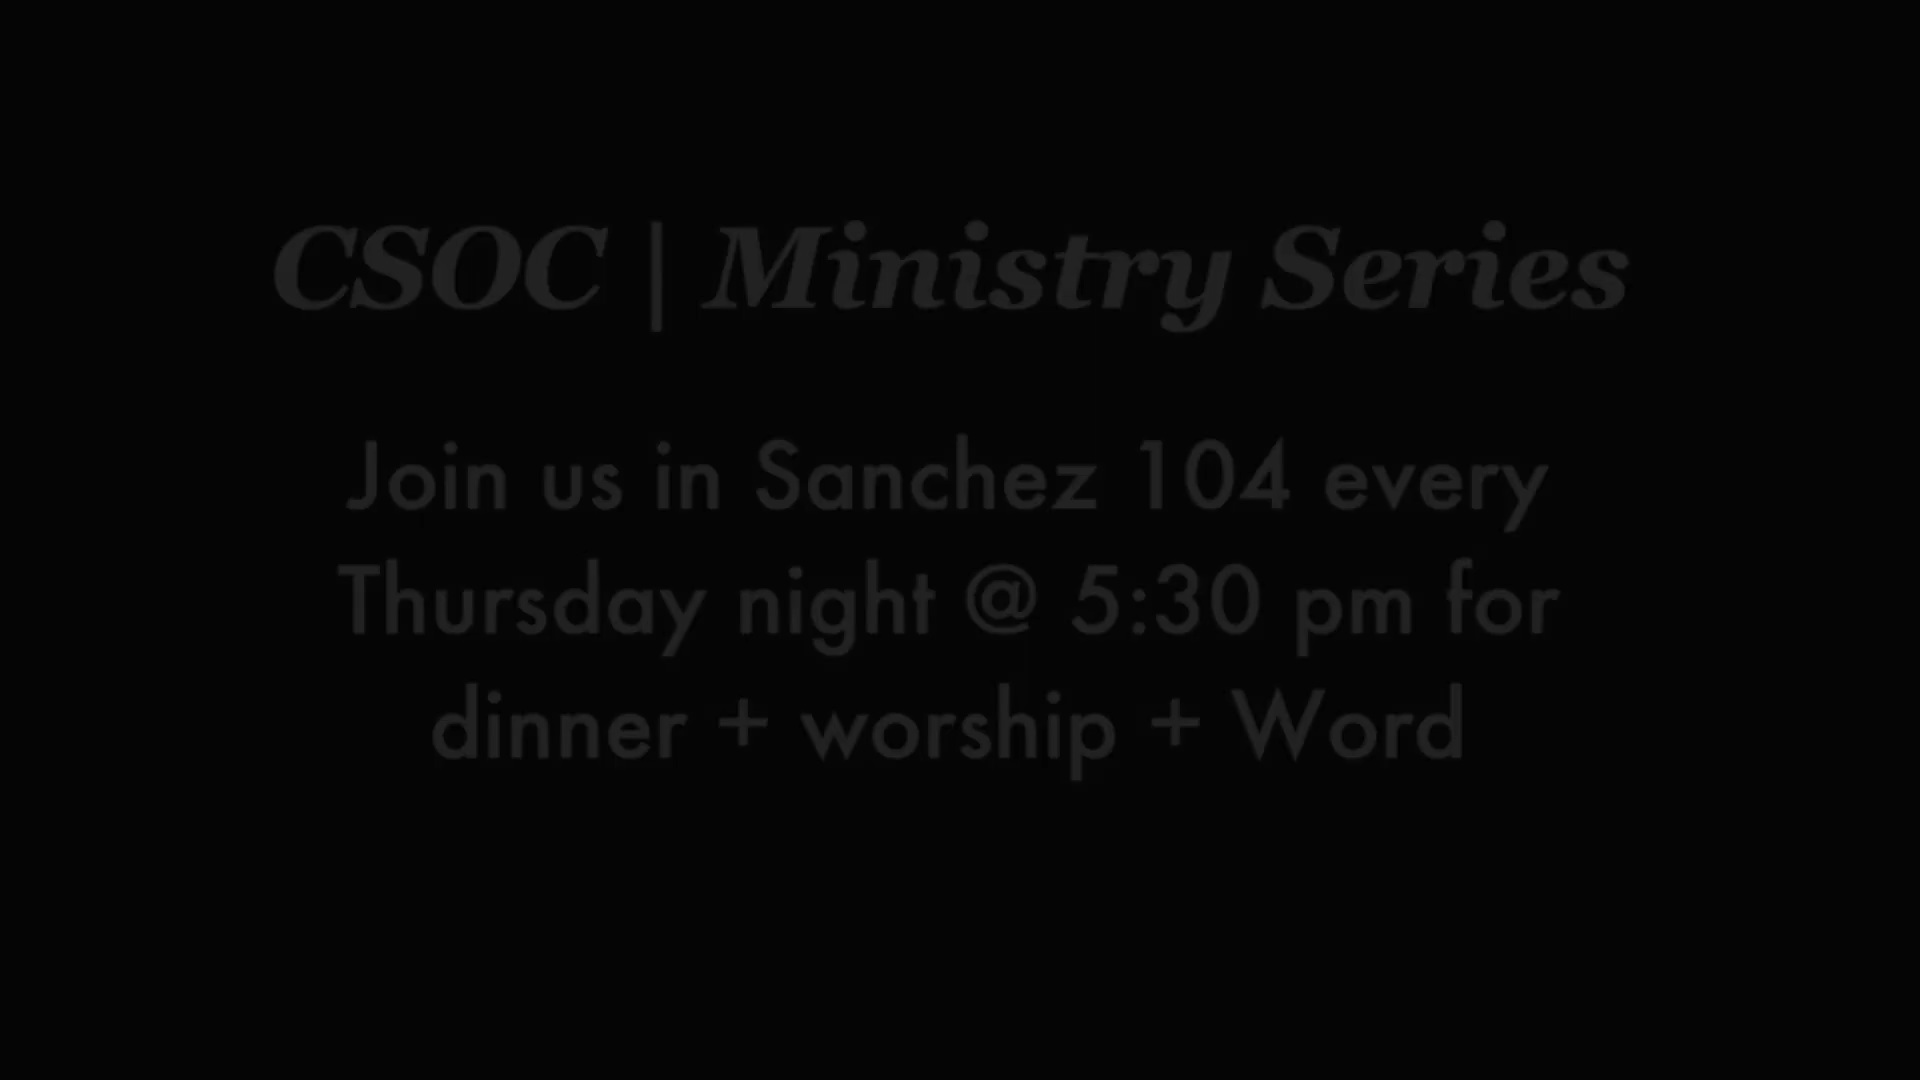 CSOC | Ministry Series
Join us in Sanchez 104 every
Thursday night @ 5:30 pm for
dinner + worship + Word